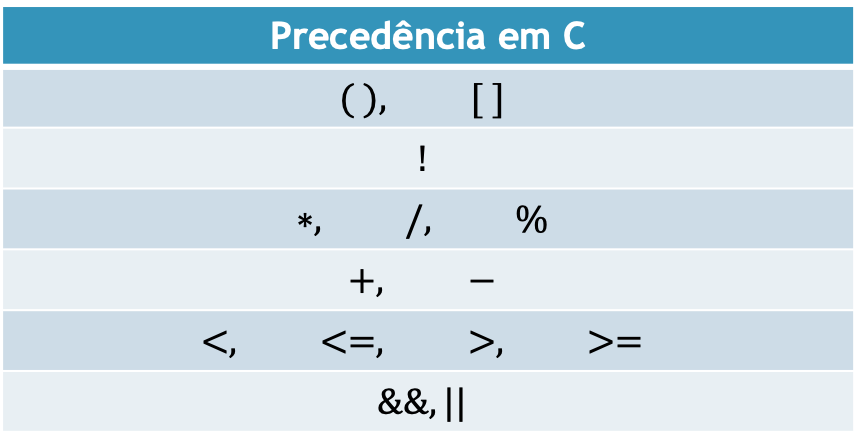 Precedência em C
( ), [ ]
!
*, /, %
+, −
<, <=, >, >=
&&, ||